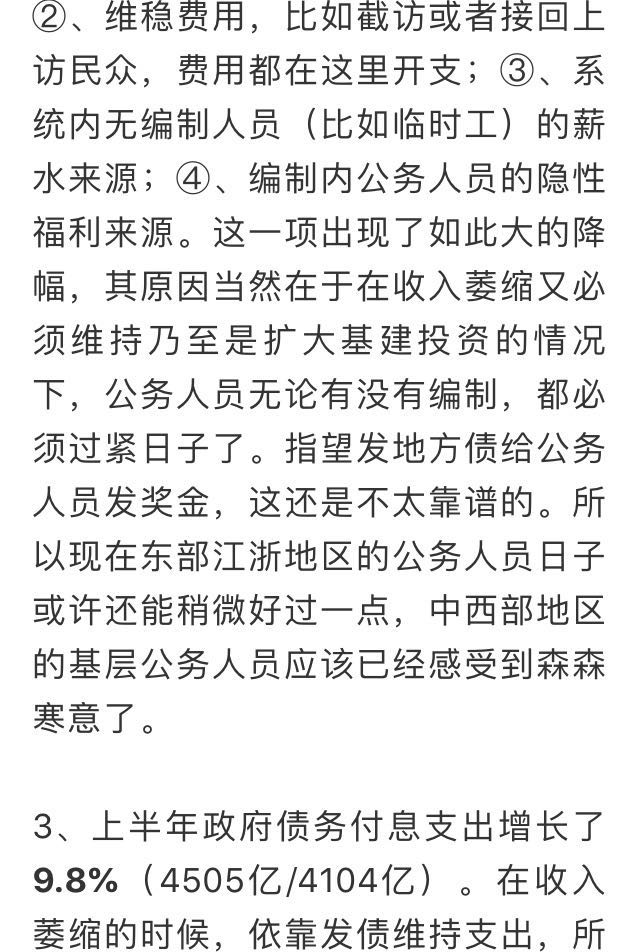 ②、维稳费用，比如截访或者接回上
访民众，费用都在这里开支；③、系
统内无编制人员（比如临时工）的薪
水来源；④、编制内公务人员的隐性
福利来源。这一项出现了如此大的降
幅，其原因当然在于在收入萎缩又必
须维持乃至是扩大基建投资的情况
下，公务人员无论有没有编制，都必
须过紧日子了。指望发地方债给公务
人员发奖金，这还是不太靠谱的。所
以现在东部江浙地区的公务人员日子
或许还能稍微好过一点，中西部地区
的基层公务人员应该已经感受到森森
寒意了。
3、上半年政府债务付息支出增长了
9.8%（4505亿/4104亿）。在收入
萎缩的时候，依靠发债维持支出，所